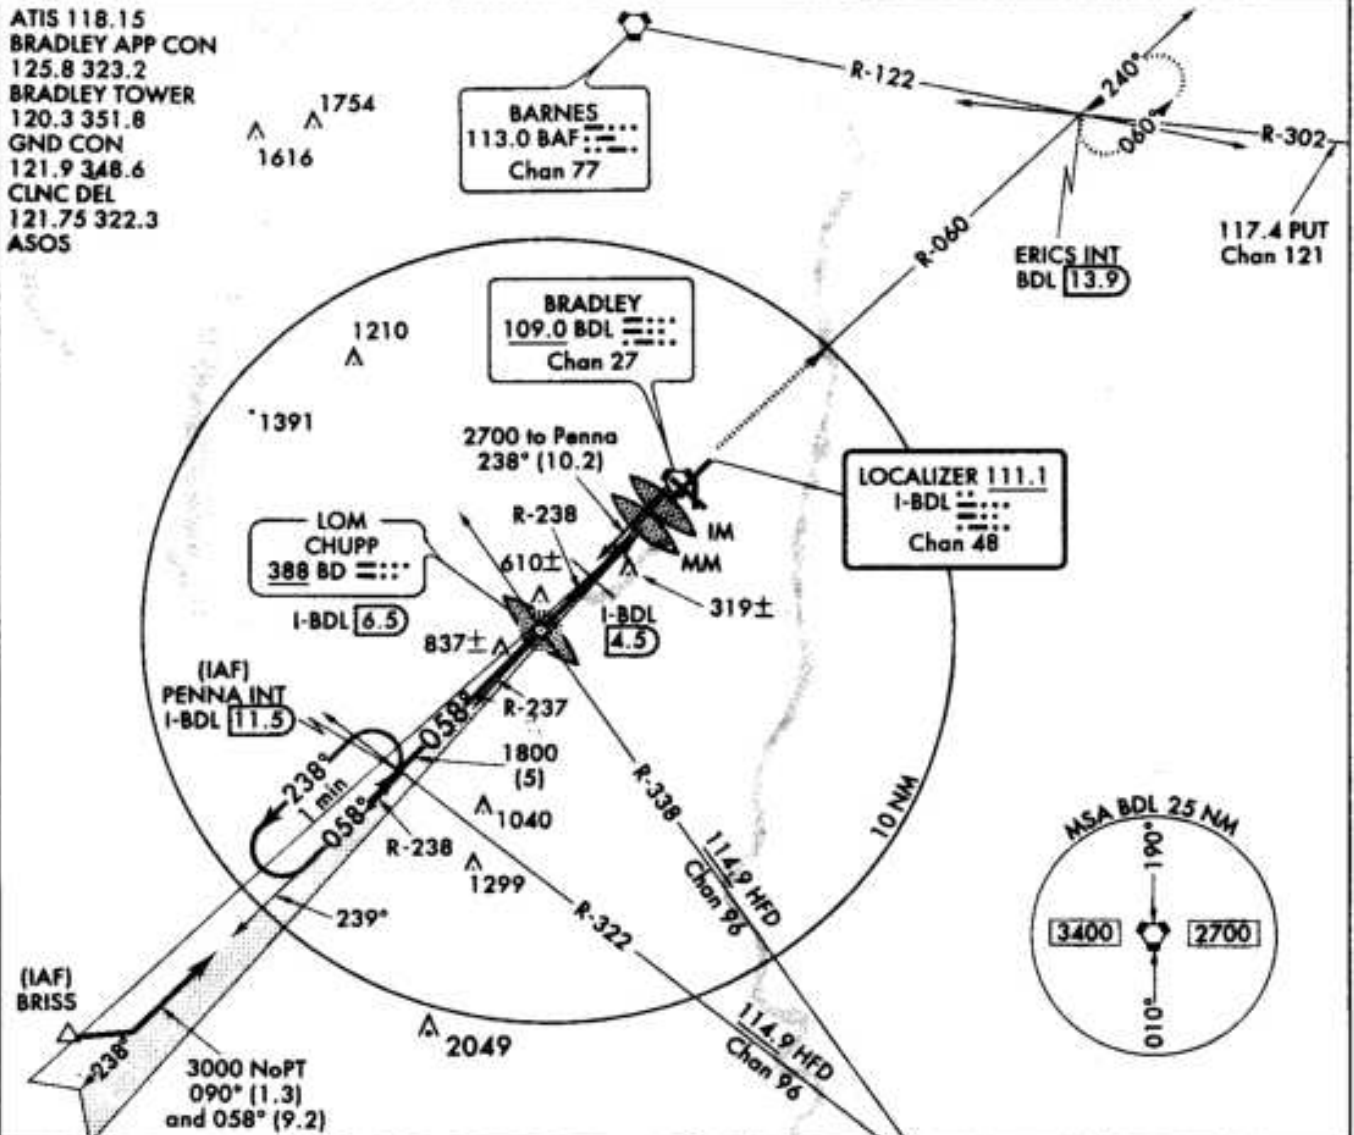 ATIS 118.15
BRADLEY APP CON
125.8 323.2
BRADLEY TOWER
120.3 351.8
GND CON
121.9 348.6
CLNC DEL
121.75 322.3
ASOS
1754
1616
BARNES
113.0 BAF
Chan 77
R-122
240°
060°
R-302
117.4 PUT
Chan 121
ERICS INT
BDL 13.9
R-060
BRADLEY
109.0 BDL
Chan 27
1210
1391
2700 to Penna
238° (10.2)
LOCALIZER 111.1
I-BDL
Chan 48
R-238
IM
MM
LOM
CHUPP
388 BD
I-BDL 6.5
610±
319±
I-BDL
4.5
837±
(IAF)
PENNA INT
I-BDL 11.5
058°
R-237
1800
(5)
238°
1 min
058°
R-238
1040
1299
R-338
114.9 HFD
Chan 96
10 NM
239°
R-322
114.9 HFD
Chan 96
MSA BDL 25 NM
190°
3400
2700
010°
(IAF)
BRISS
238°
3000 NoPT
090° (1.3)
and 058° (9.2)
2049